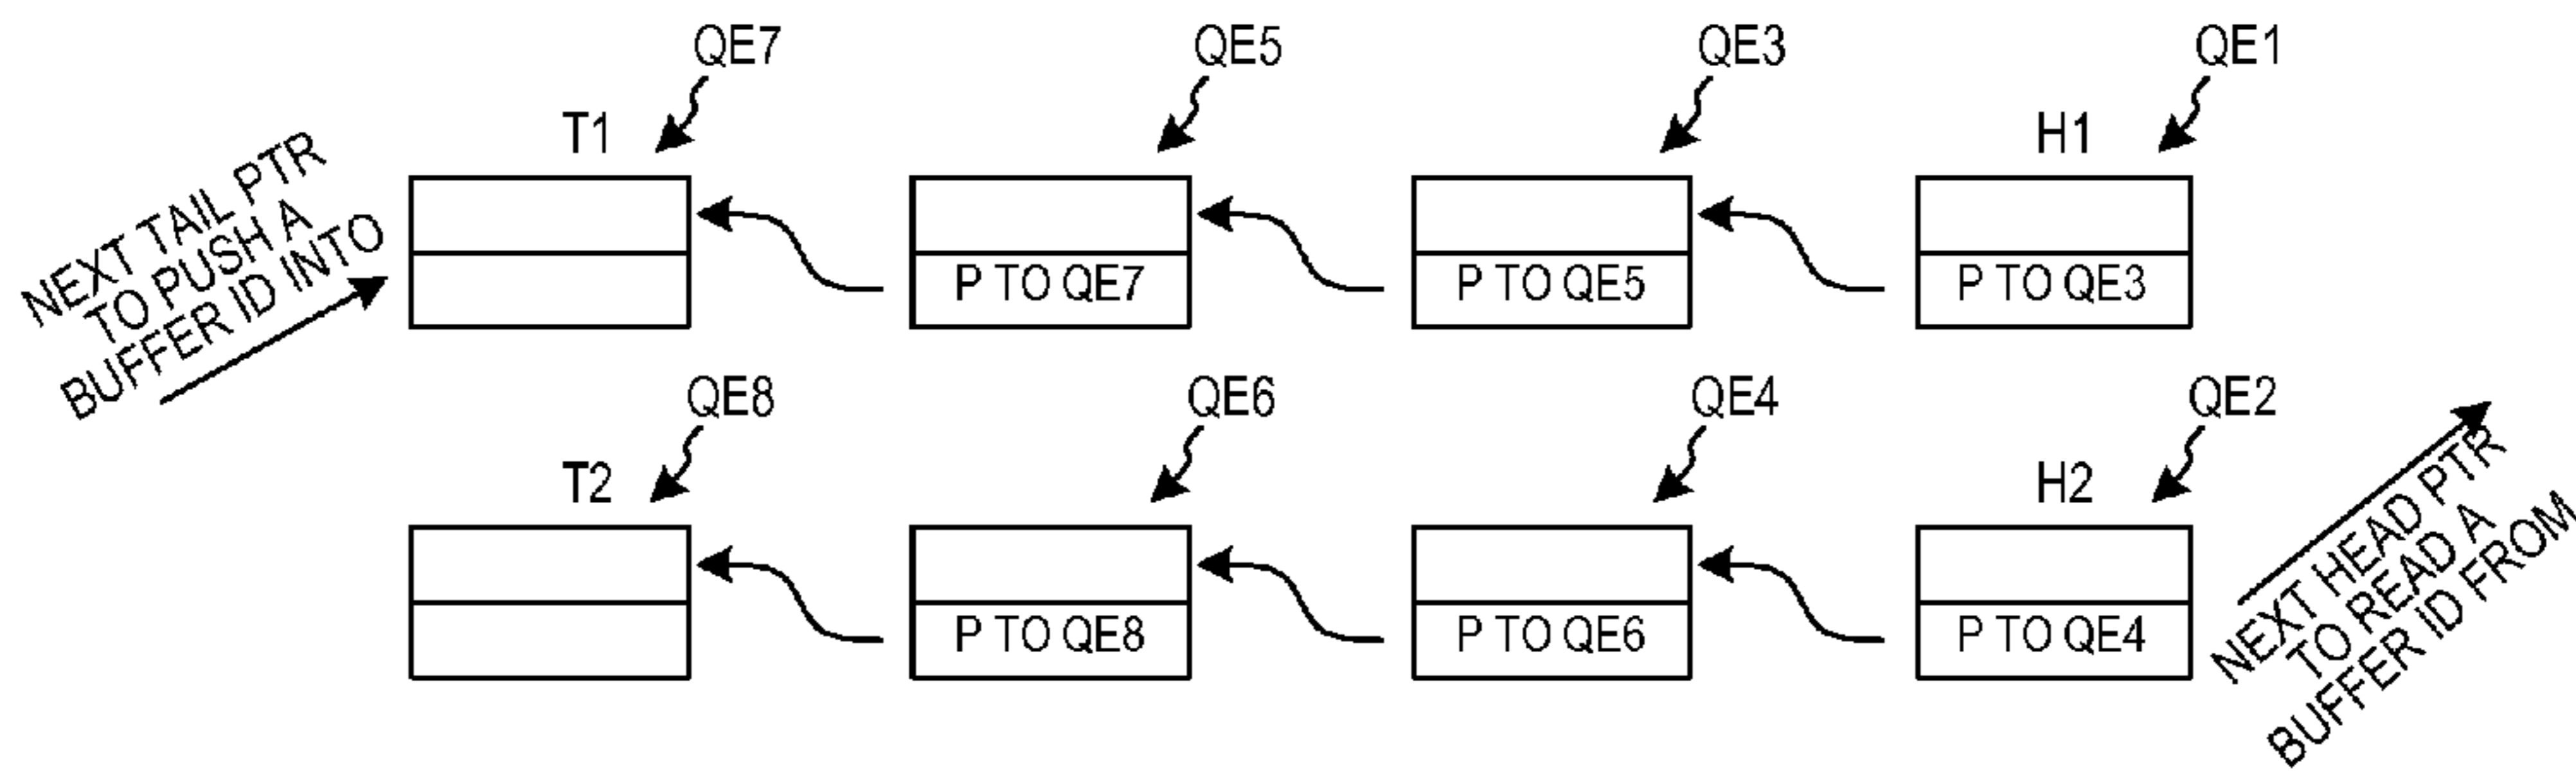 QE7 QE5 QE3 QE1
T1 H1
NEXT TAIL PTR
TO PUSH A
BUFFER ID INTO
P TO QE7 P TO QE5 P TO QE3
QE8 QE6 QE4 QE2
T2 H2
P TO QE8 P TO QE6 P TO QE4
NEXT HEAD PTR
TO READ A
BUFFER ID FROM